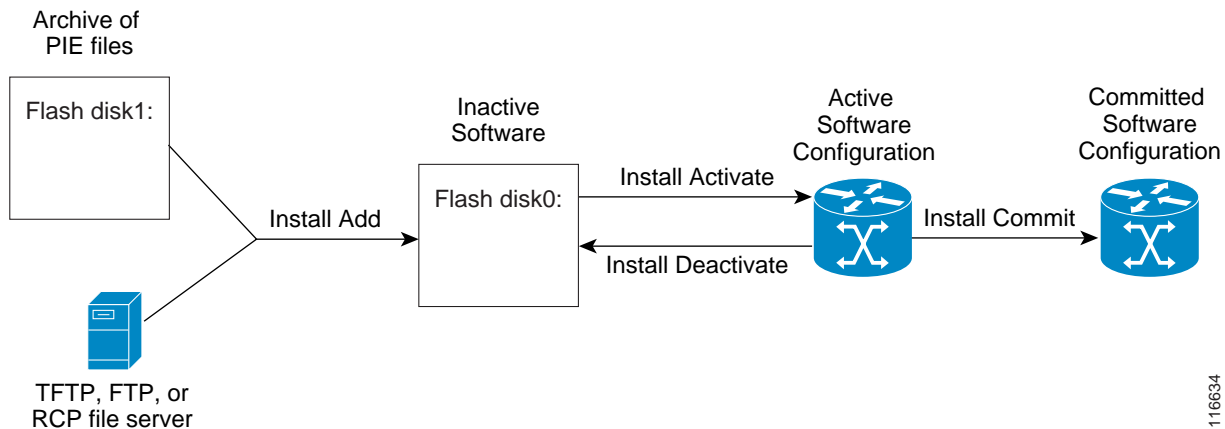 Archive of
PIE files
Flash disk1:
TFTP, FTP, or
RCP file server
Install Add
Inactive
Software
Flash disk0:
Install Activate
Install Deactivate
Active
Software
Configuration
Install Commit
Committed
Software
Configuration
116634